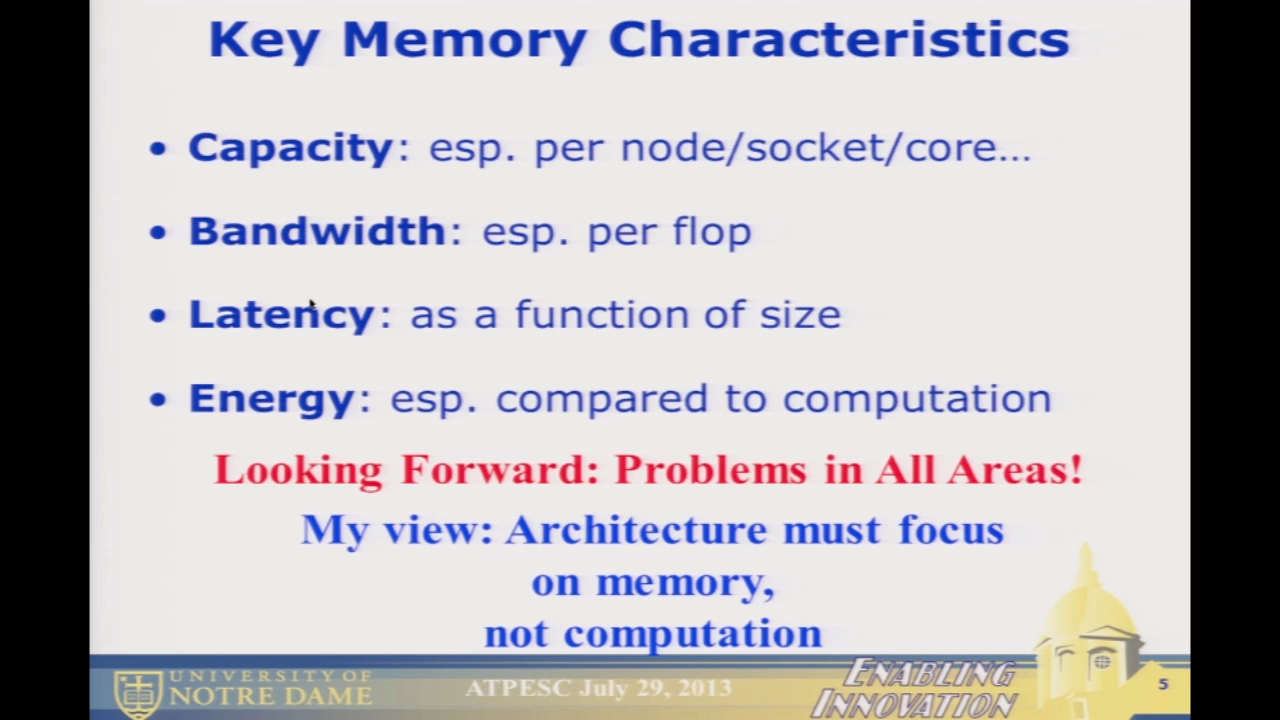 Key Memory Characteristics
• Capacity: esp. per node/socket/core...
• Bandwidth: esp. per flop
• Latency: as a function of size
• Energy: esp. compared to computation
Looking Forward: Problems in All Areas!
My view: Architecture must focus
on memory,
not computation
UNIVERSITY OF
NOTRE DAME
ATPESC July 29, 2013
ENABLING
INNOVATION
5